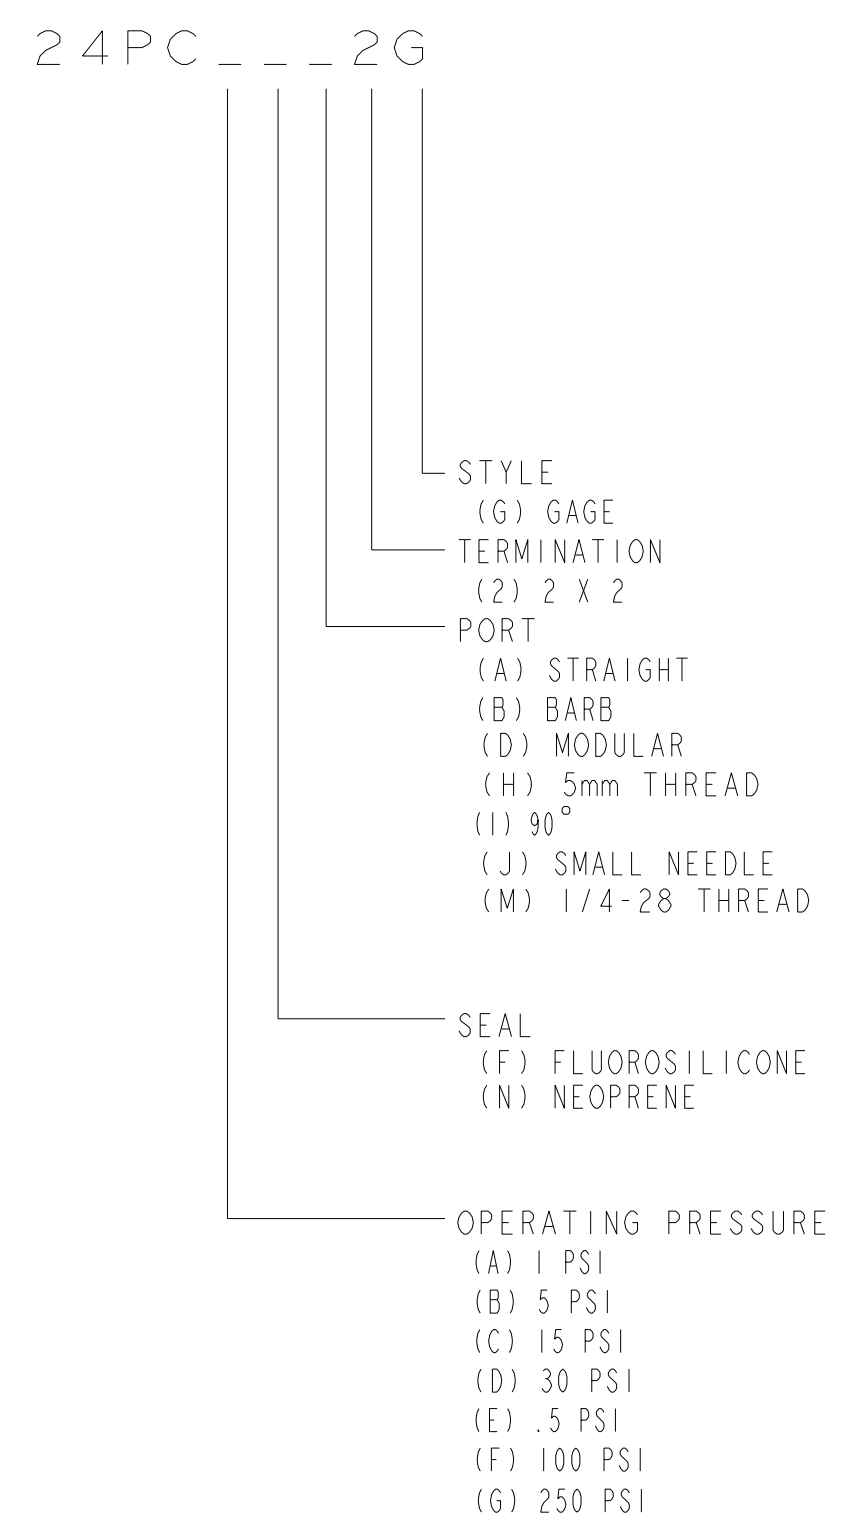 24PC___2G
STYLE
(G) GAGE
TERMINATION
(2) 2 X 2
PORT
(A) STRAIGHT
(B) BARB
(D) MODULAR
(H) 5mm THREAD
(I) 90°
(J) SMALL NEEDLE
(M) 1/4-28 THREAD
SEAL
(F) FLUOROSILICONE
(N) NEOPRENE
OPERATING PRESSURE
(A) 1 PSI
(B) 5 PSI
(C) 15 PSI
(D) 30 PSI
(E) .5 PSI
(F) 100 PSI
(G) 250 PSI